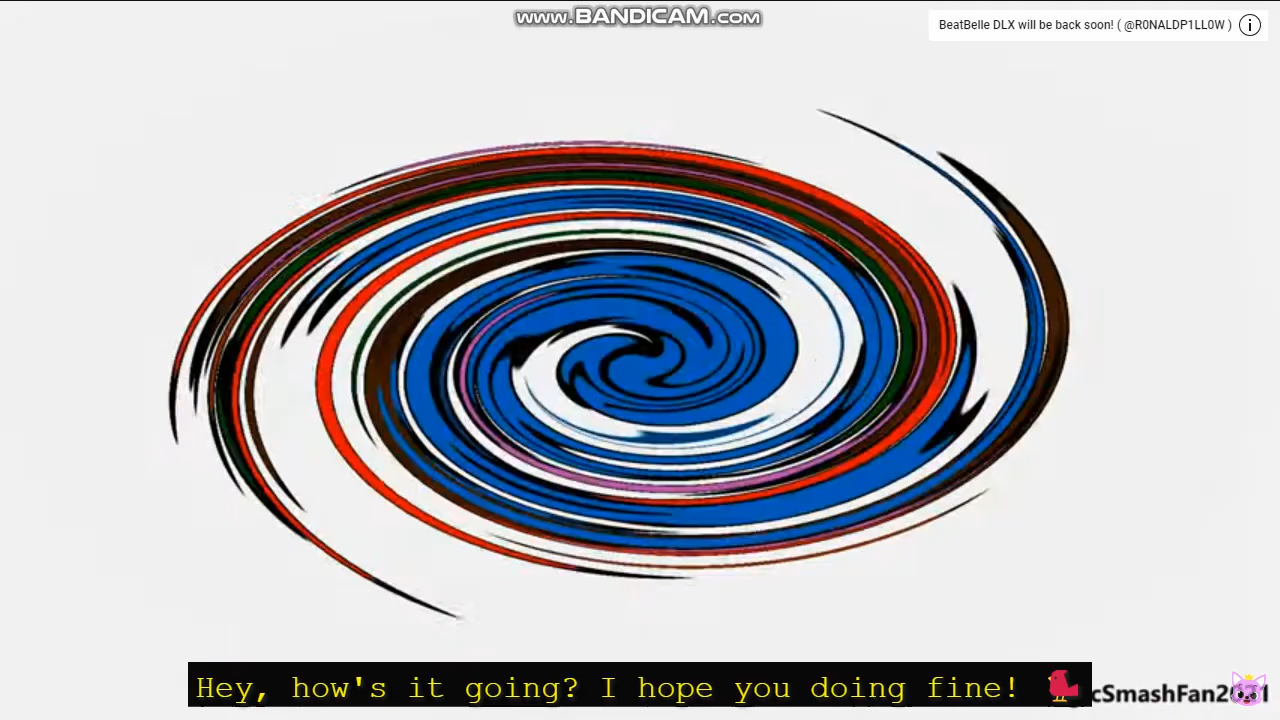 www.BANDICAM.com
BeatBelle DLX will be back soon! ( @R0NALDP1LL0W )
Hey, how's it going? I hope you doing fine!